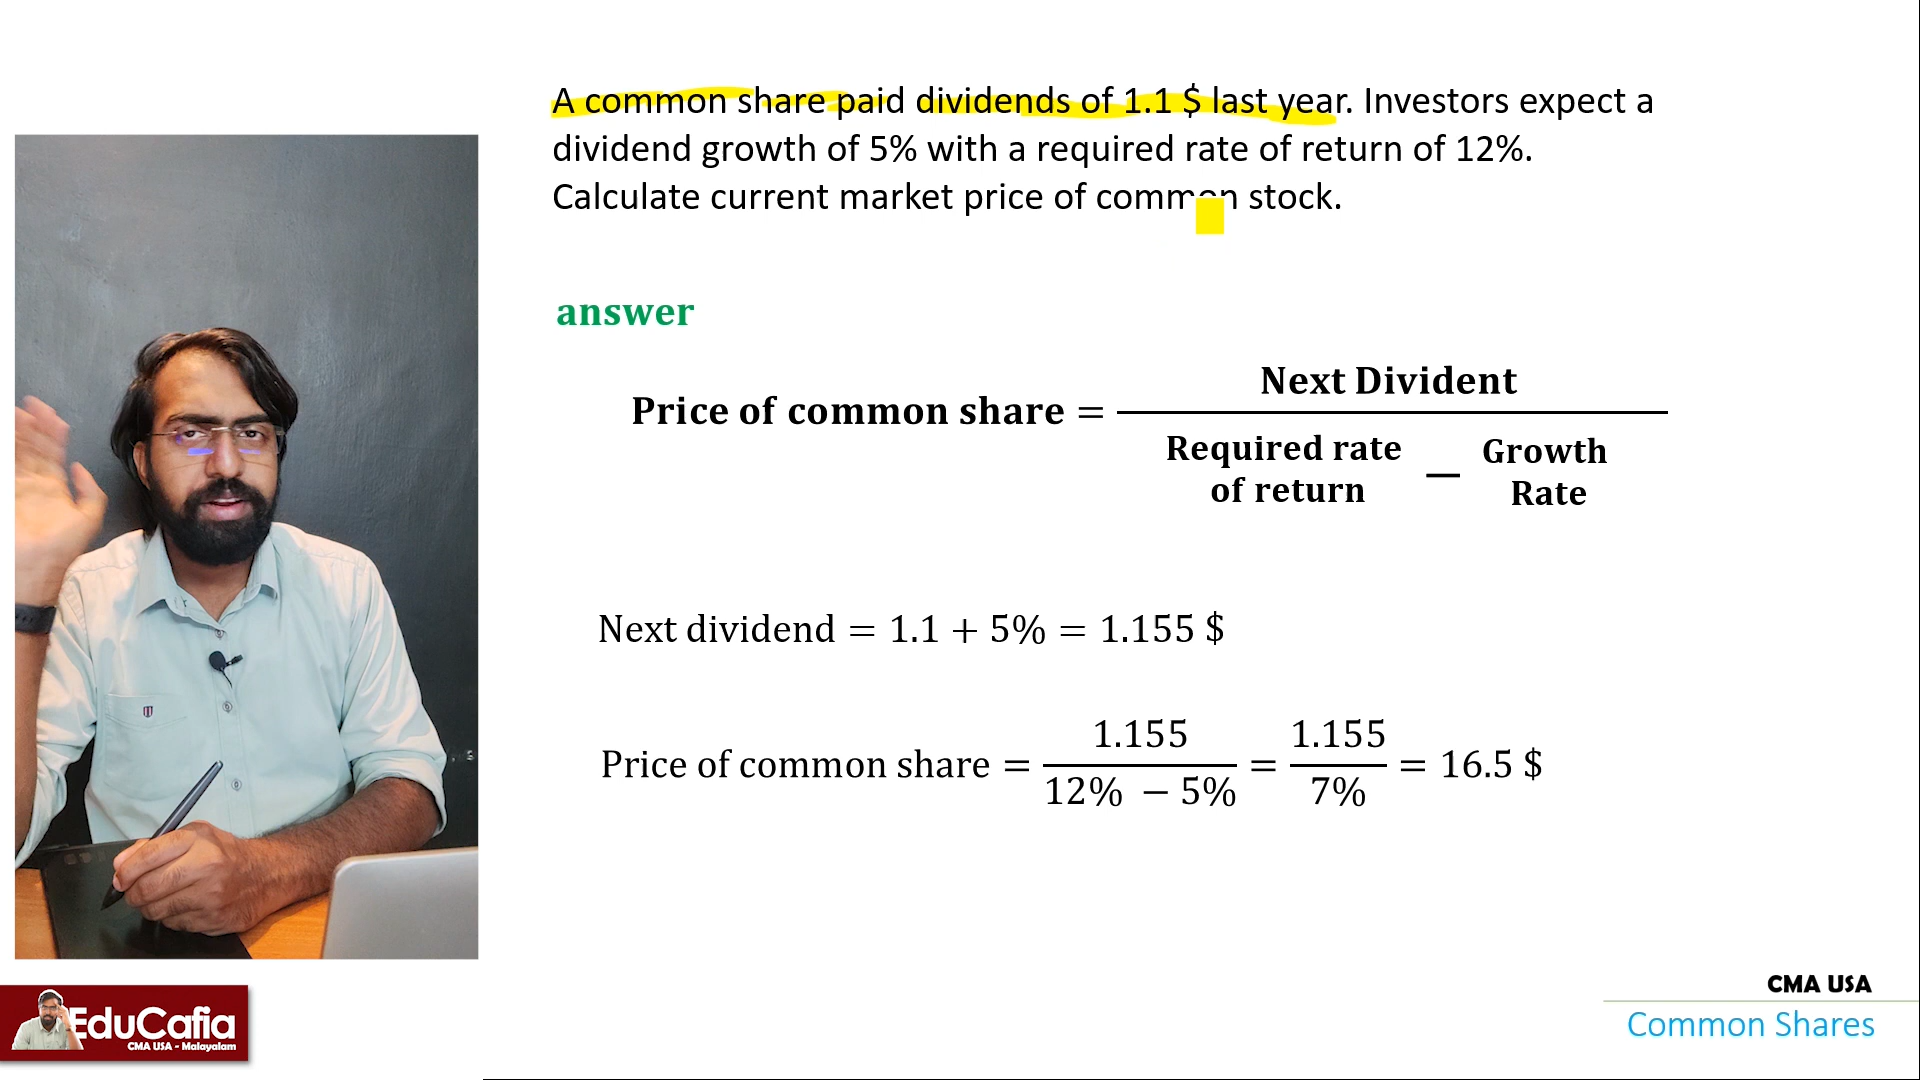 A common share paid dividends of 1.1 $ last year. Investors expect a
dividend growth of 5% with a required rate of return of 12%.
Calculate current market price of common stock.
answer
Price of common share = Next Divident
Required rate of return — Growth Rate
Next dividend = 1.1 + 5% = 1.155 $
Price of common share = 1.155 / 12% − 5% = 1.155 / 7% = 16.5 $
EduCafia
CMA USA - Malayalam
CMA USA
Common Shares